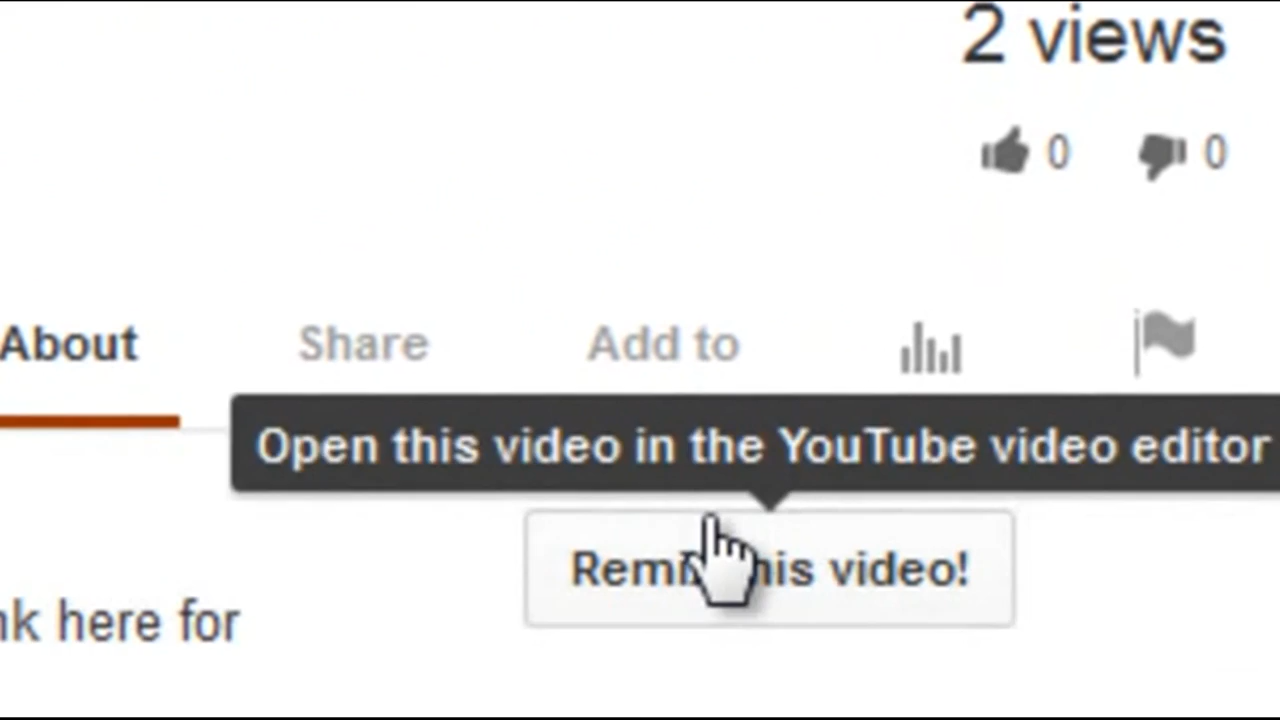 2 views
0 0
About Share Add to
Open this video in the YouTube video editor
video!
here for